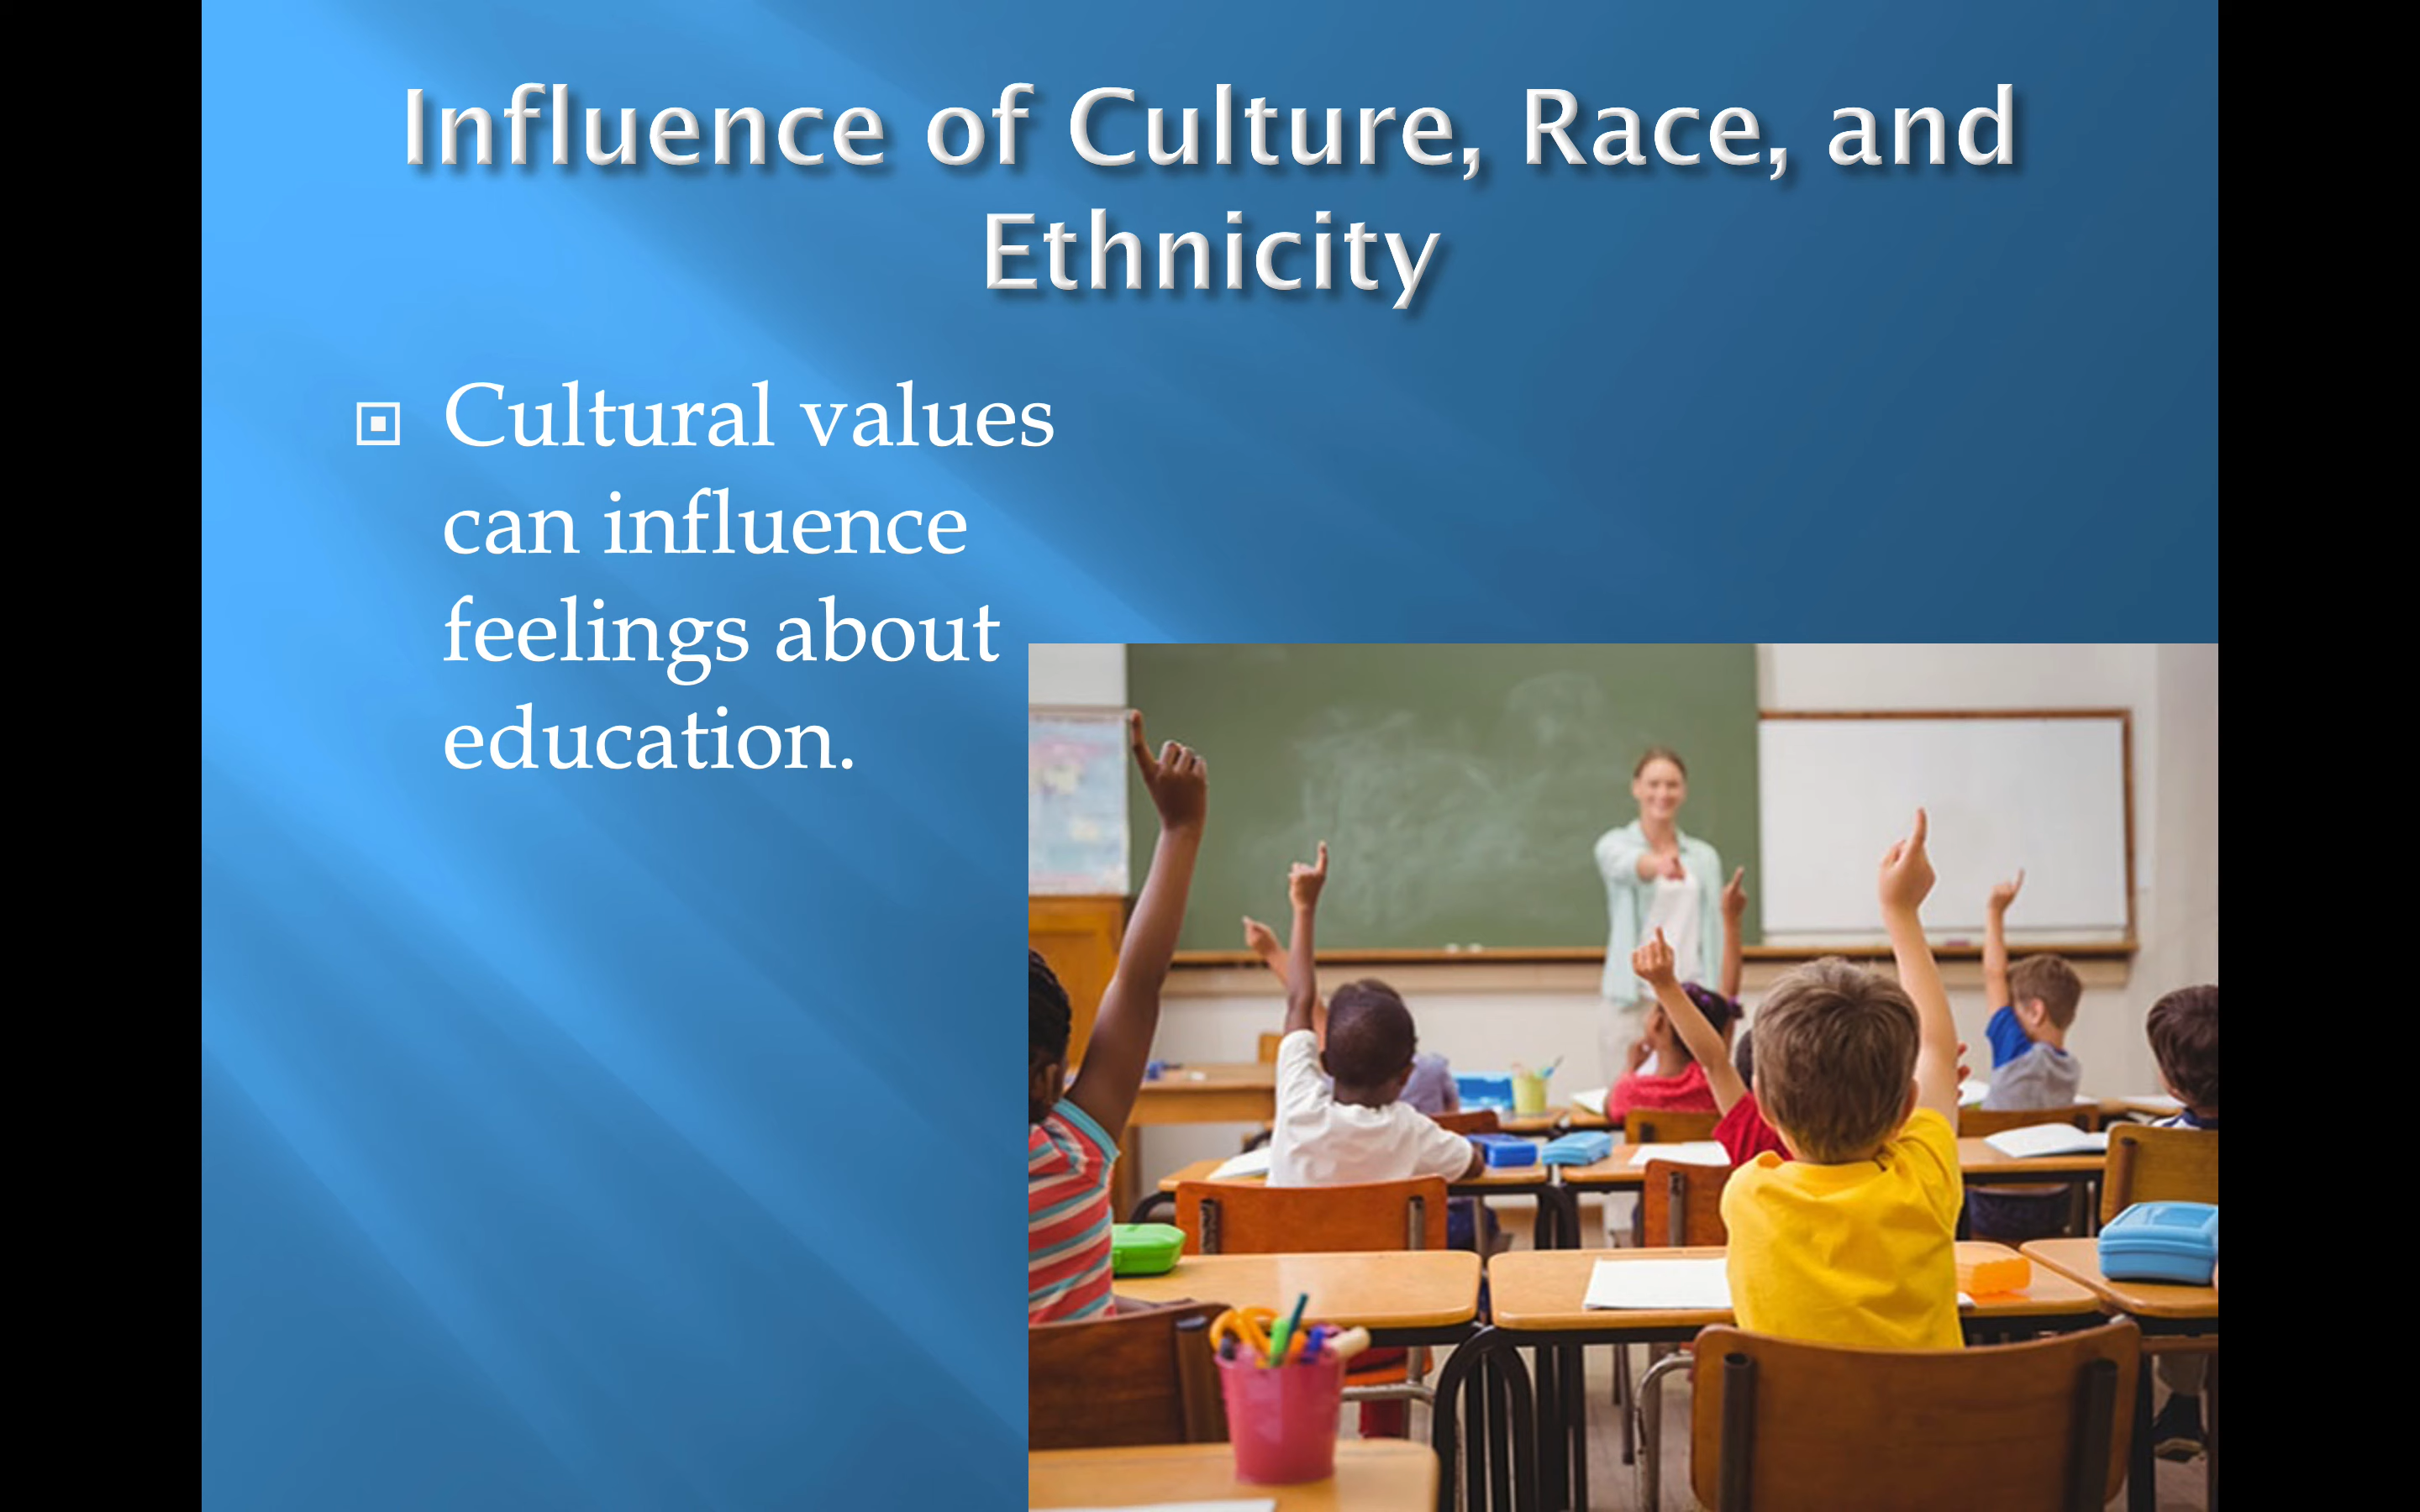 Influence of Culture, Race, and
Ethnicity
Cultural values
can influence
feelings about
education.